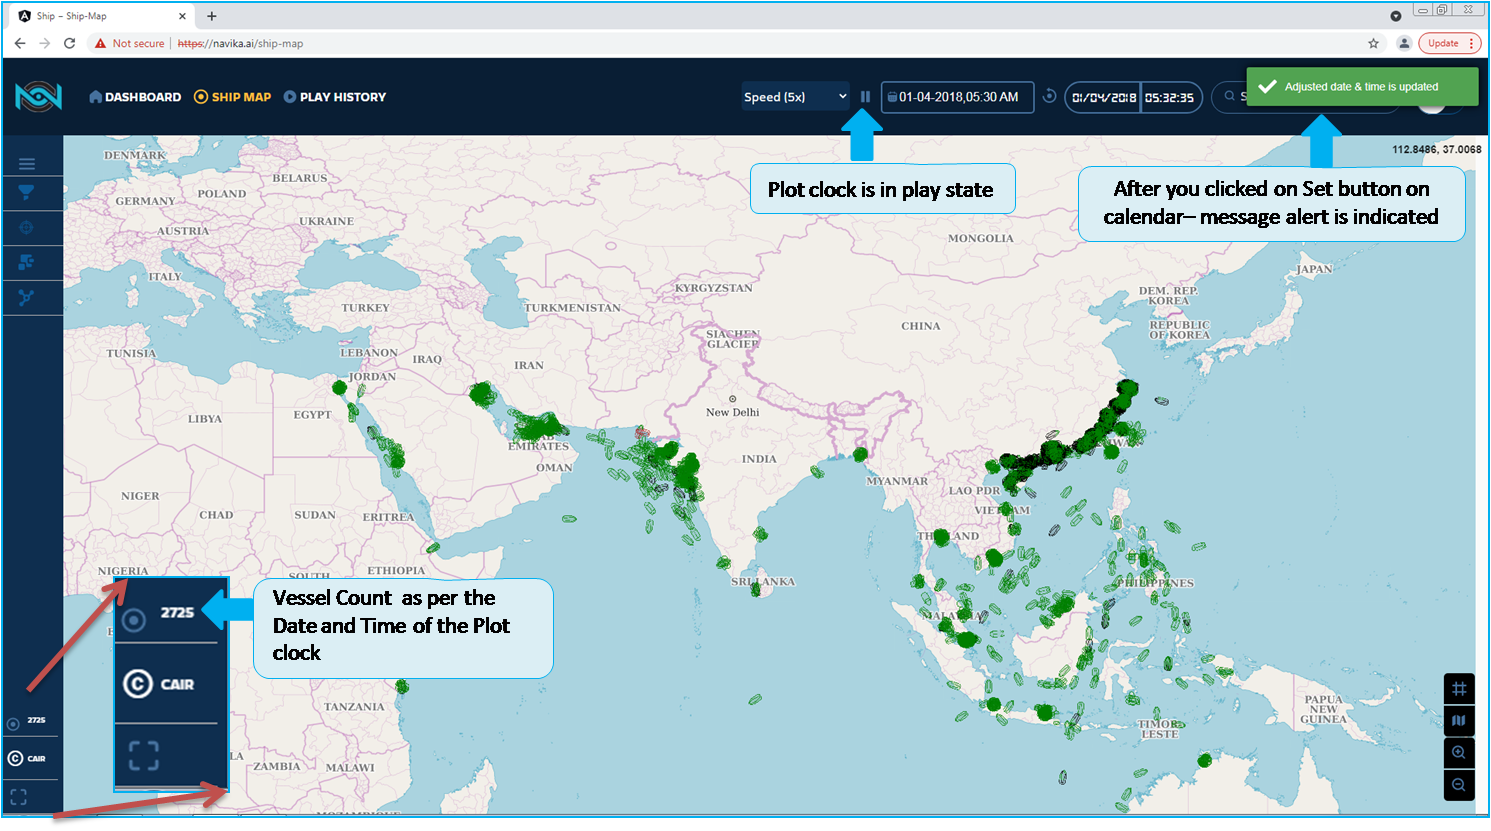 Ship – Ship-Map
Not secure https://navika.ai/ship-map
Update
DASHBOARD SHIP MAP PLAY HISTORY
Speed (5x)
01-04-2018,05:30 AM
01/04/2018 05:32:35
S
Adjusted date & time is updated
112.8486, 37.0068
Plot clock is in play state
After you clicked on Set button on
calendar– message alert is indicated
DENMARK
BELARUS
POLAND
GERMANY
UKRAINE
AUSTRIA
MONGOLIA
ITALY
JAPAN
KYRGYZSTAN
DEM. REP.
KOREA
TURKEY
TURKMENISTAN
CHINA
REPUBLIC
OF KOREA
SIACHEN
GLACIER
TUNISIA
LEBANON
IRAQ
IRAN
JORDAN
New Delhi
LIBYA
EGYPT
EMIRATES
OMAN
INDIA
MYANMAR
LAO PDR
NIGER
CHAD
SUDAN
ERITREA
VIETNAM
THAILAND
NIGERIA
SOUTH
ETHIOPIA
SRI LANKA
PHILIPPINES
MALAYSIA
2725
CAIR
Vessel Count as per the
Date and Time of the Plot
clock
2725
CAIR
TANZANIA
PAPUA
NEW
GUINEA
TIMOR
LESTE
ZAMBIA
MALAWI
MOZAMBIQUE